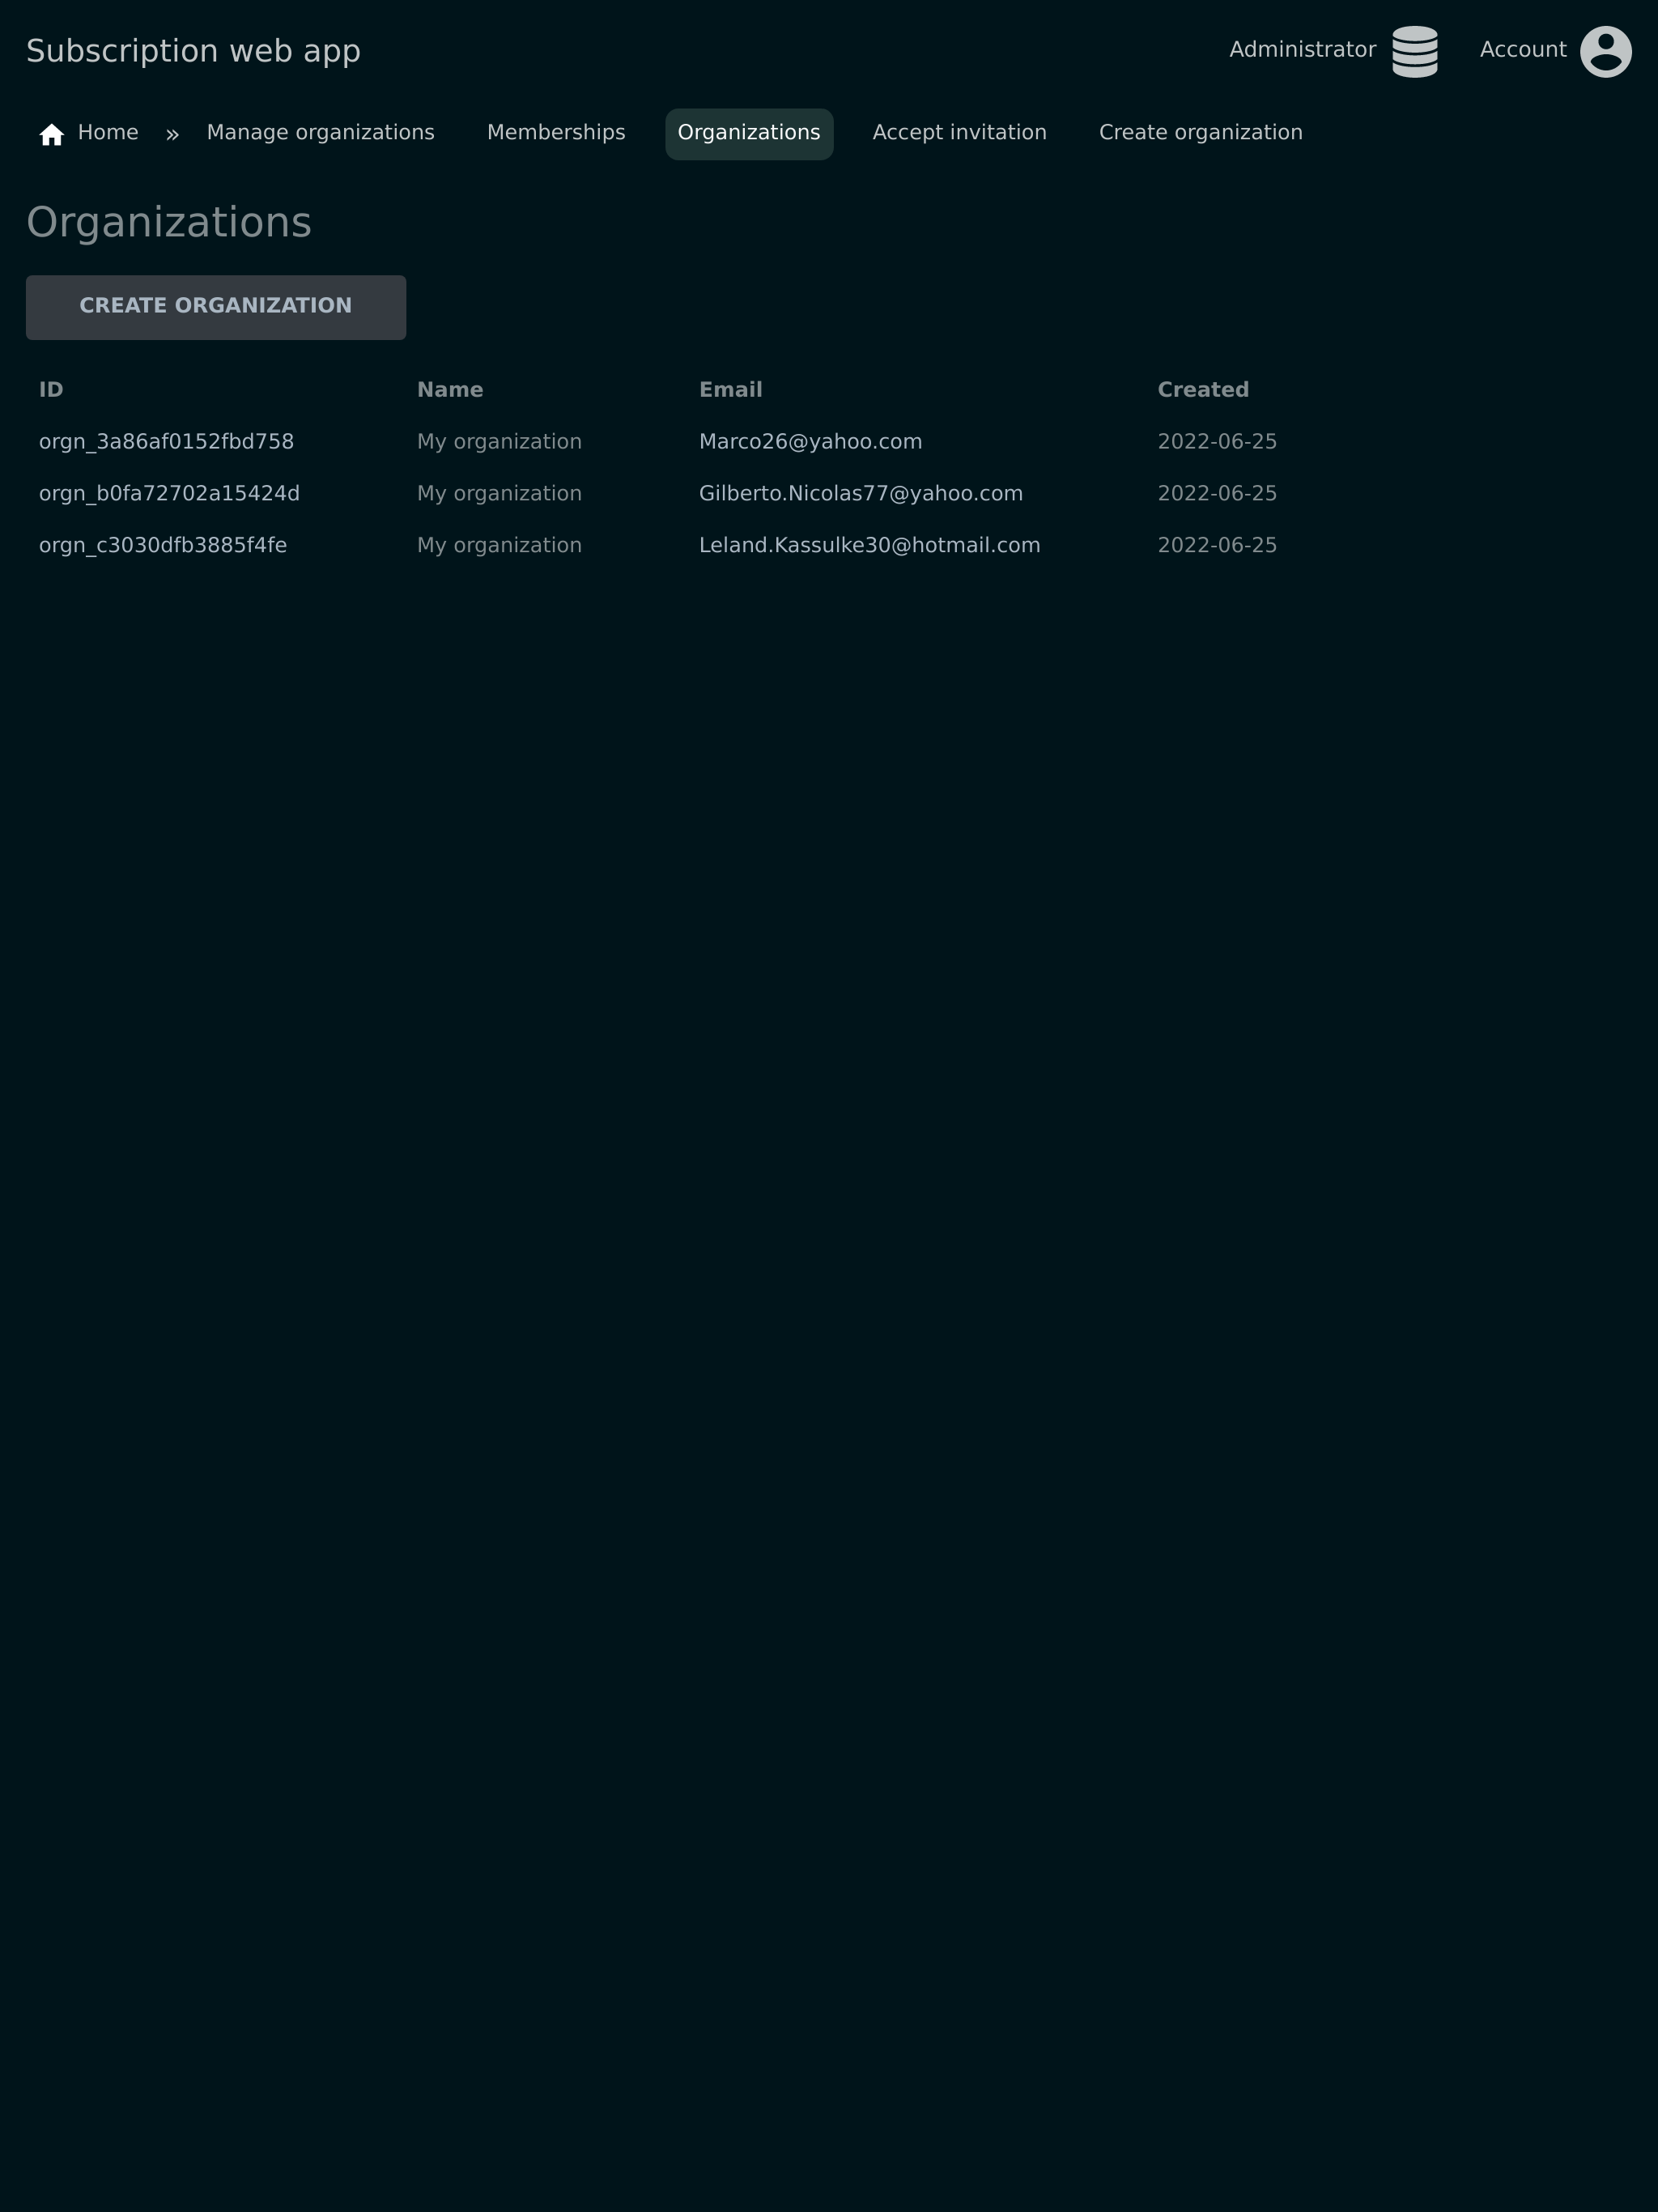 Subscription web app Administrator Account
Home » Manage organizations Memberships Organizations Accept invitation Create organization
Organizations
CREATE ORGANIZATION
ID Name Email Created
orgn_3a86af0152fbd758 My organization Marco26@yahoo.com 2022-06-25
orgn_b0fa72702a15424d My organization Gilberto.Nicolas77@yahoo.com 2022-06-25
orgn_c3030dfb3885f4fe My organization Leland.Kassulke30@hotmail.com 2022-06-25